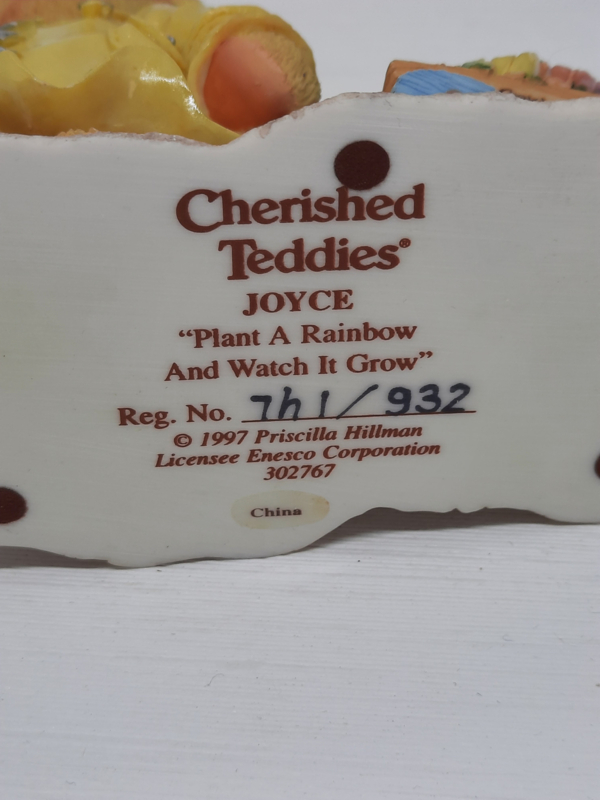 Cherished
Teddies®
JOYCE
“Plant A Rainbow
And Watch It Grow”
Reg. No. 7h1/932
© 1997 Priscilla Hillman
Licensee Enesco Corporation
302767
China